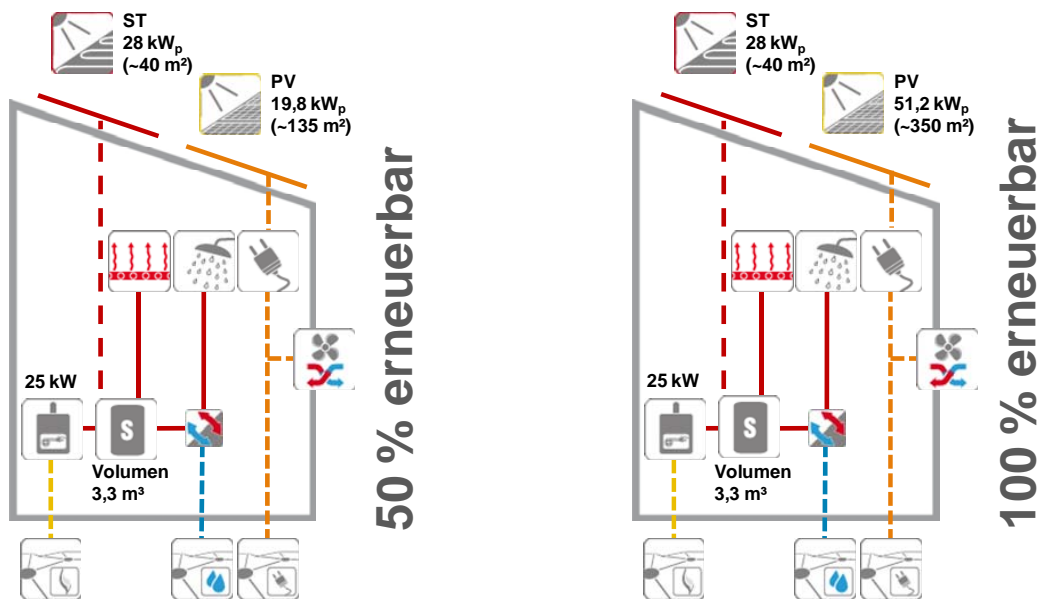 ST
28 kWp
(~40 m²)
PV
19,8 kWp
(~135 m²)
25 kW
S
Volumen
3,3 m³
50 % erneuerbar
ST
28 kWp
(~40 m²)
PV
51,2 kWp
(~350 m²)
25 kW
S
Volumen
3,3 m³
100 % erneuerbar